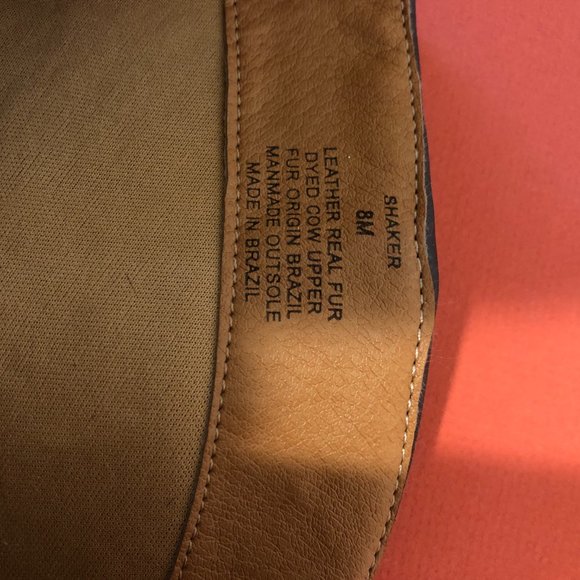 SHAKER
8M
LEATHER REAL FUR
DYED COW UPPER
FUR ORIGIN BRAZIL
MANMADE OUTSOLE
MADE IN BRAZIL